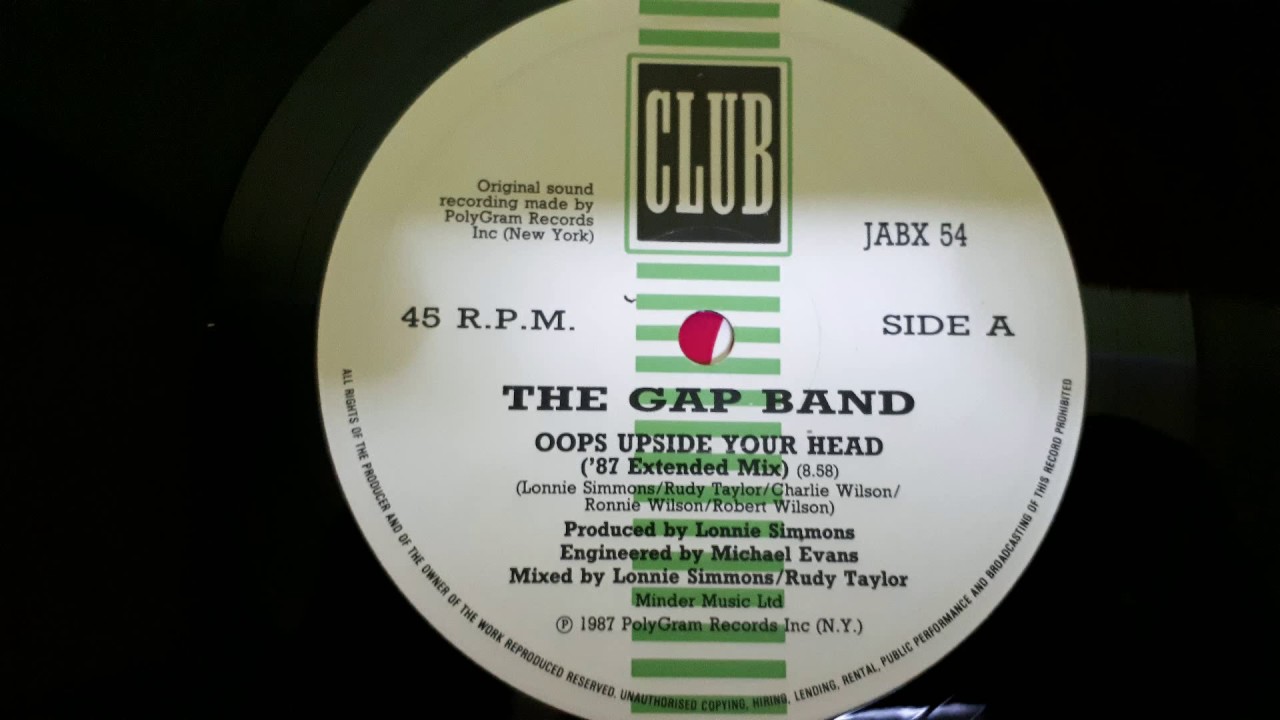 CLUB
Original sound
recording made by
PolyGram Records
Inc (New York)
JABX 54
45 R.P.M.
SIDE A
THE GAP BAND
OOPS UPSIDE YOUR HEAD
('87 Extended Mix) (8.58)
(Lonnie Simmons/Rudy Taylor/Charlie Wilson/
Ronnie Wilson/Robert Wilson)
Produced by Lonnie Simmons
Engineered by Michael Evans
Mixed by Lonnie Simmons/Rudy Taylor
Minder Music Ltd
Ⓟ 1987 PolyGram Records Inc (N.Y.)
ALL RIGHTS OF THE PRODUCER AND OF THE OWNER OF THE WORK REPRODUCED RESERVED. UNAUTHORISED COPYING, HIRING, LENDING, RENTAL, PUBLIC PERFORMANCE AND BROADCASTING OF THIS RECORD PROHIBITED